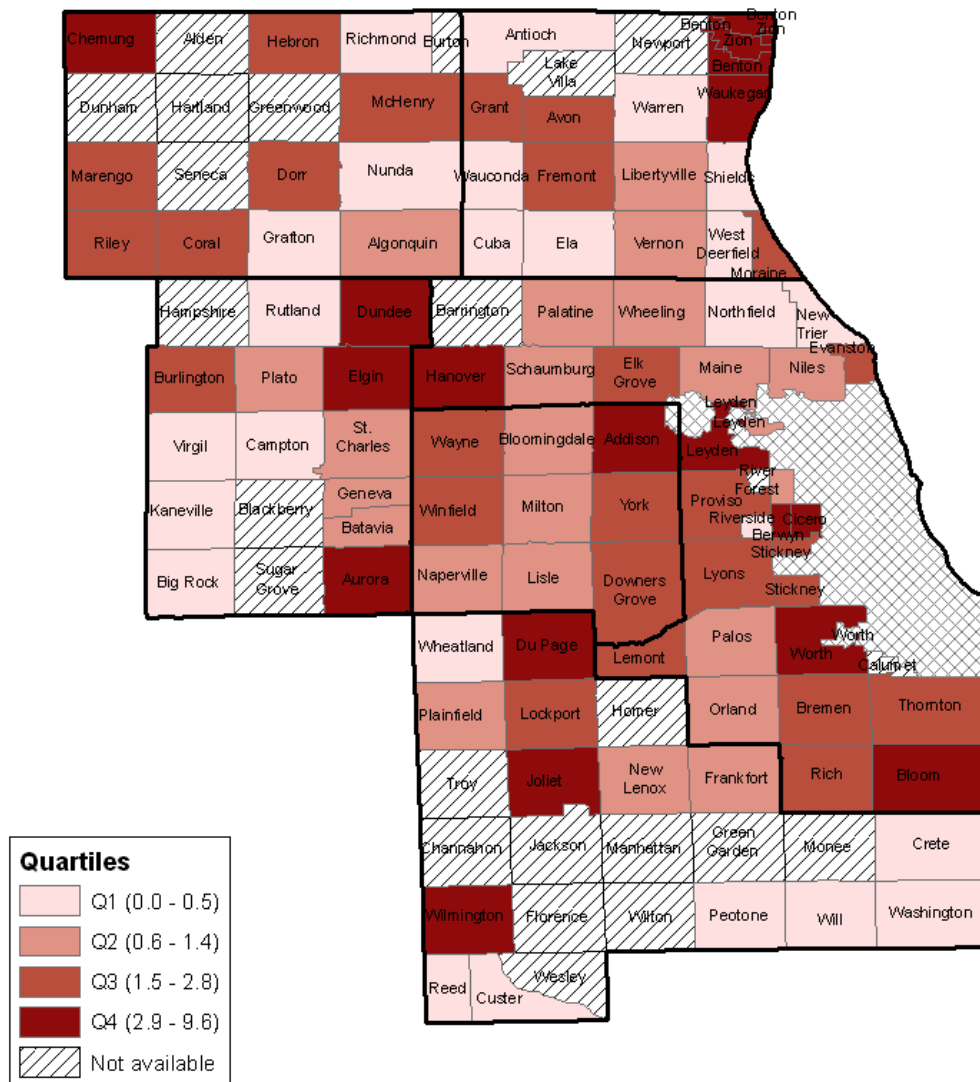 Chemung
Alden
Hebron
Richmond
Burton
Antioch
Lake
Villa
Newport
Benton
Benton
Zion
Zion
Benton
Dunham
Hartland
Greenwood
McHenry
Grant
Avon
Warren
Waukegan
Marengo
Seneca
Dorr
Nunda
Wauconda
Fremont
Libertyville
Shields
Riley
Coral
Grafton
Algonquin
Cuba
Ela
Vernon
West
Deerfield
Moraine
Hampshire
Rutland
Dundee
Barrington
Palatine
Wheeling
Northfield
New
Trier
Evanston
Burlington
Plato
Elgin
Hanover
Schaumburg
Elk
Grove
Maine
Niles
Leyden
Leyden
Leyden
Virgil
Campton
St.
Charles
Wayne
Bloomingdale
Addison
River
Forest
Kaneville
Blackberry
Geneva
Batavia
Winfield
Milton
York
Proviso
Riverside
Cicero
Berwyn
Stickney
Stickney
Big Rock
Sugar
Grove
Aurora
Naperville
Lisle
Downers
Grove
Lyons
Wheatland
Du Page
Lemont
Palos
Worth
Worth
Calumet
Plainfield
Lockport
Homer
Orland
Bremen
Thornton
Troy
Joliet
New
Lenox
Frankfort
Rich
Bloom
Channahon
Jackson
Manhattan
Green
Garden
Monee
Crete
Wilmington
Florence
Wilton
Peotone
Will
Washington
Reed
Custer
Wesley
Quartiles
Q1 (0.0 - 0.5)
Q2 (0.6 - 1.4)
Q3 (1.5 - 2.8)
Q4 (2.9 - 9.6)
Not available